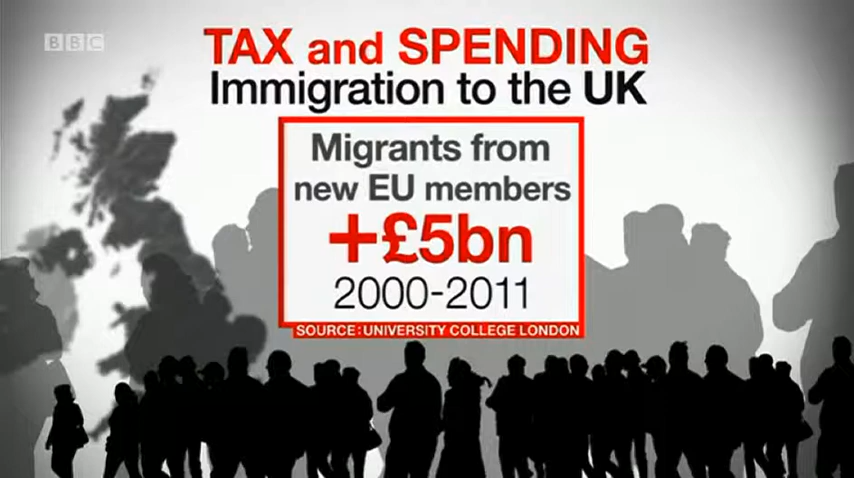 BBC
TAX and SPENDING
Immigration to the UK
Migrants from
new EU members
+£5bn
2000-2011
SOURCE: UNIVERSITY COLLEGE LONDON